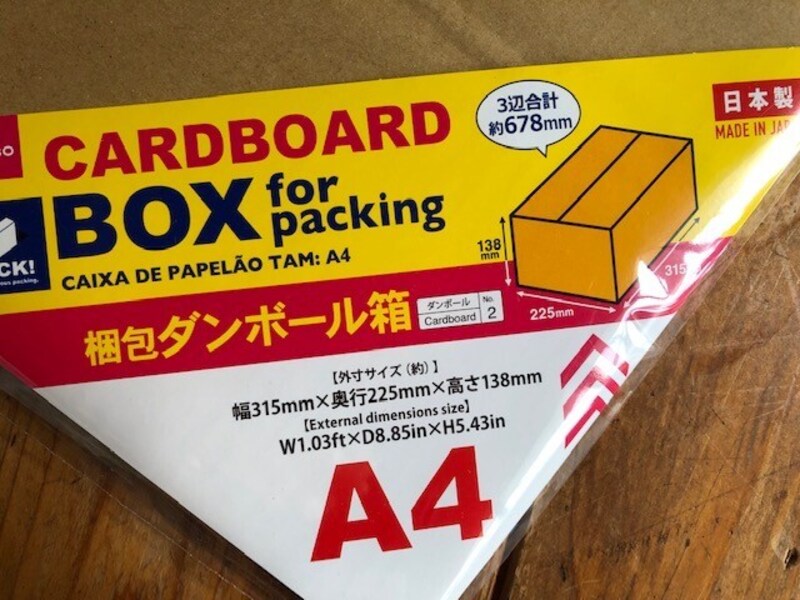 CARDBOARD
BOX for packing
CAIXA DE PAPELÃO TAM: A4
3辺合計
約678mm
日本製
MADE IN
138
mm
225mm
315
梱包ダンボール箱
ダンボール No.
Cardboard 2
【外寸サイズ（約）】
幅315mm×奥行225mm×高さ138mm
【External dimensions size】
W1.03ft×D8.85in×H5.43in
A4